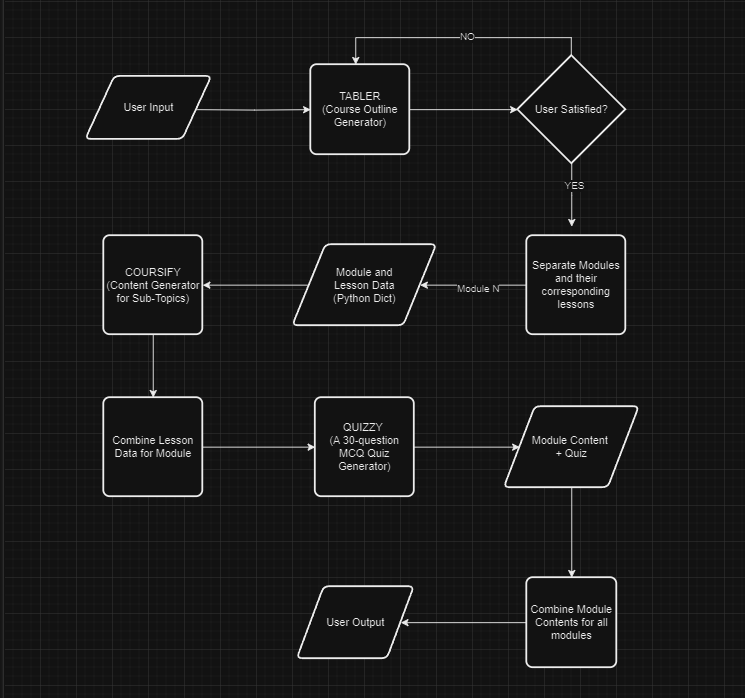 NO
User Input
TABLER
(Course Outline
Generator)
User Satisfied?
YES
Separate Modules
and their
corresponding
lessons
Module N
Module and
Lesson Data
(Python Dict)
COURSIFY
(Content Generator
for Sub-Topics)
Combine Lesson
Data for Module
QUIZZY
(A 30-question
MCQ Quiz
Generator)
Module Content
+ Quiz
Combine Module
Contents for all
modules
User Output